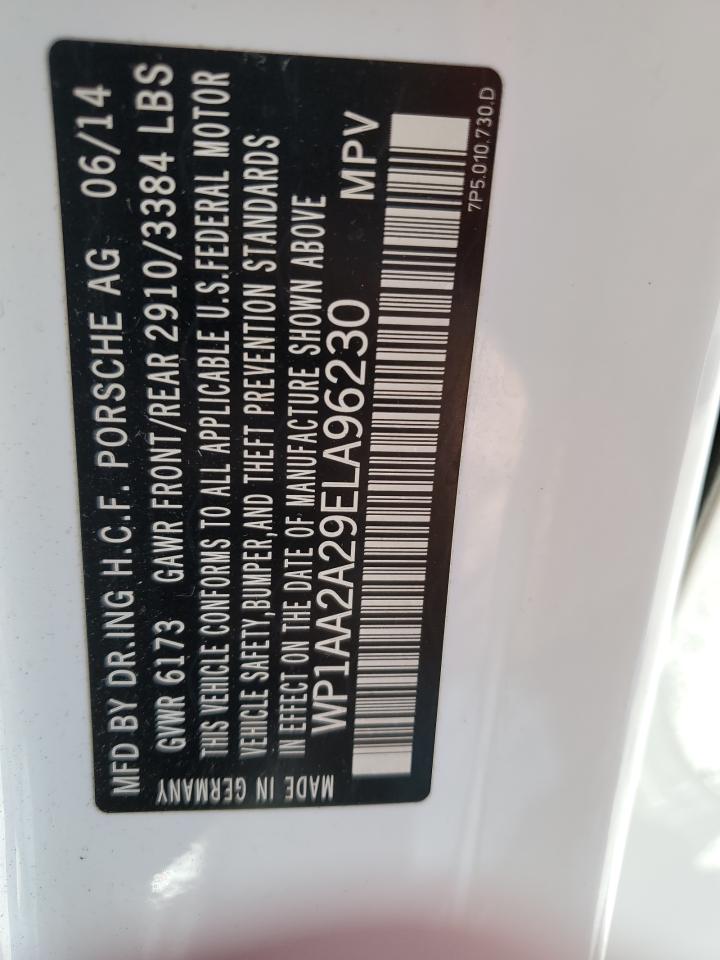 MFD BY DR.ING H.C.F. PORSCHE AG 06/14
GVWR 6173 GAWR FRONT/REAR 2910/3384 LBS
THIS VEHICLE CONFORMS TO ALL APPLICABLE U.S.FEDERAL MOTOR
VEHICLE SAFETY,BUMPER,AND THEFT PREVENTION STANDARDS
IN EFFECT ON THE DATE OF MANUFACTURE SHOWN ABOVE
WP1AA2A29ELA96230 MPV
MADE IN GERMANY
7P5.010.730.D